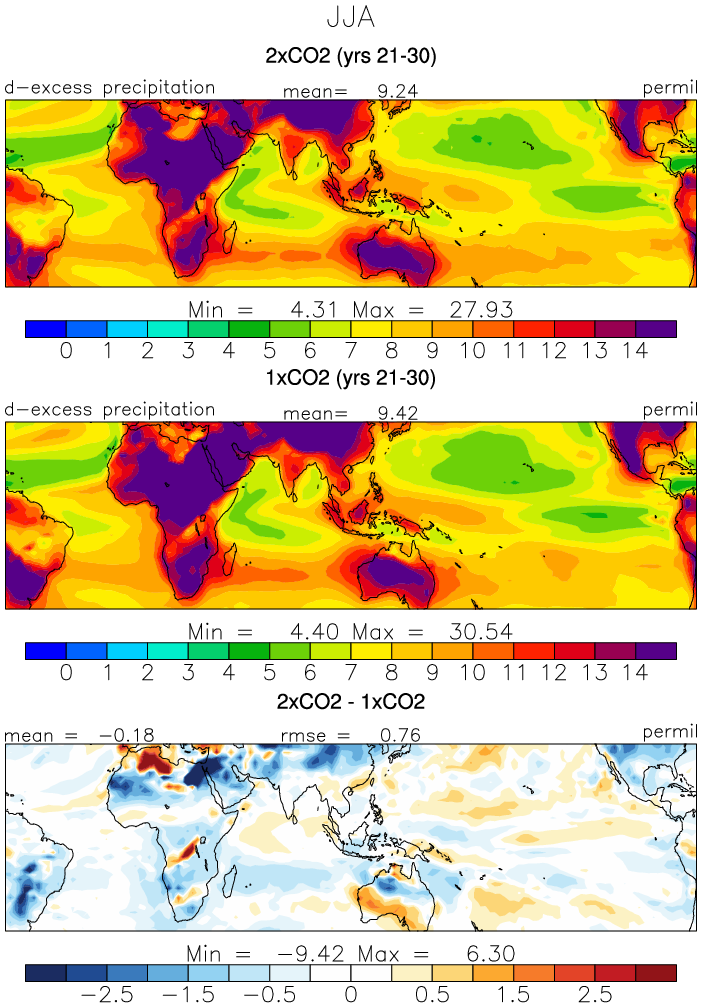 JJA
2xCO2 (yrs 21-30)
d−excess precipitation mean= 9.24 permil
Min = 4.31 Max = 27.93
0 1 2 3 4 5 6 7 8 9 10 11 12 13 14
1xCO2 (yrs 21-30)
d−excess precipitation mean= 9.42 permil
Min = 4.40 Max = 30.54
0 1 2 3 4 5 6 7 8 9 10 11 12 13 14
2xCO2 - 1xCO2
mean = −0.18 rmse = 0.76 permil
Min = −9.42 Max = 6.30
−2.5 −1.5 −0.5 0 0.5 1.5 2.5